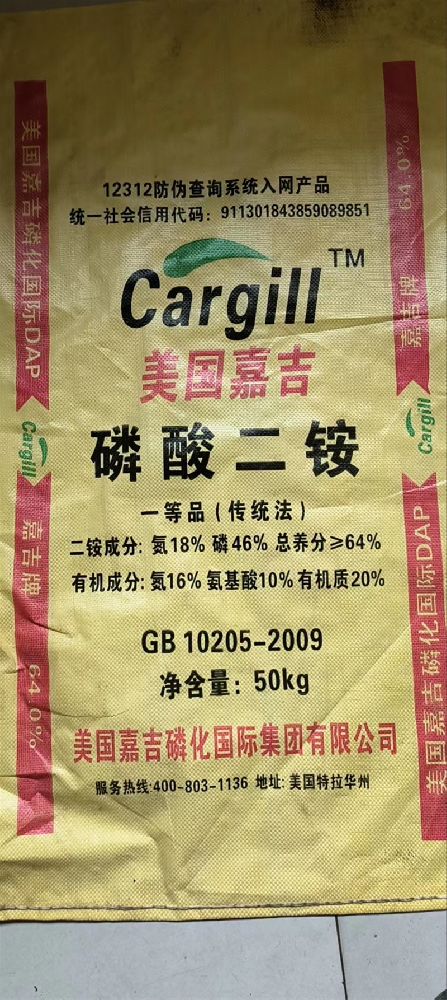 12312防伪查询系统入网产品
统一社会信用代码：911301843859089851
Cargill TM
美国嘉吉
磷酸二铵
一等品（传统法）
二铵成分: 氮18% 磷46% 总养分≥64%
有机成分: 氮16% 氨基酸10% 有机质20%
GB 10205-2009
净含量：50kg
美国嘉吉磷化国际集团有限公司
服务热线:400-803-1136 地址: 美国特拉华州
美国嘉吉磷化国际DAP
Cargill
嘉吉牌
64.0%
64.0%
嘉吉牌
Cargill
美国嘉吉磷化国际DAP